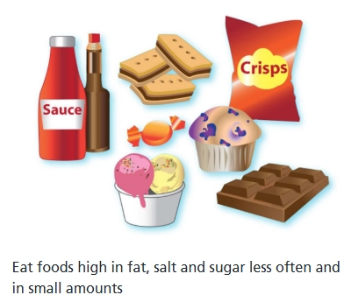 Crisps
Sauce
Eat foods high in fat, salt and sugar less often and
in small amounts